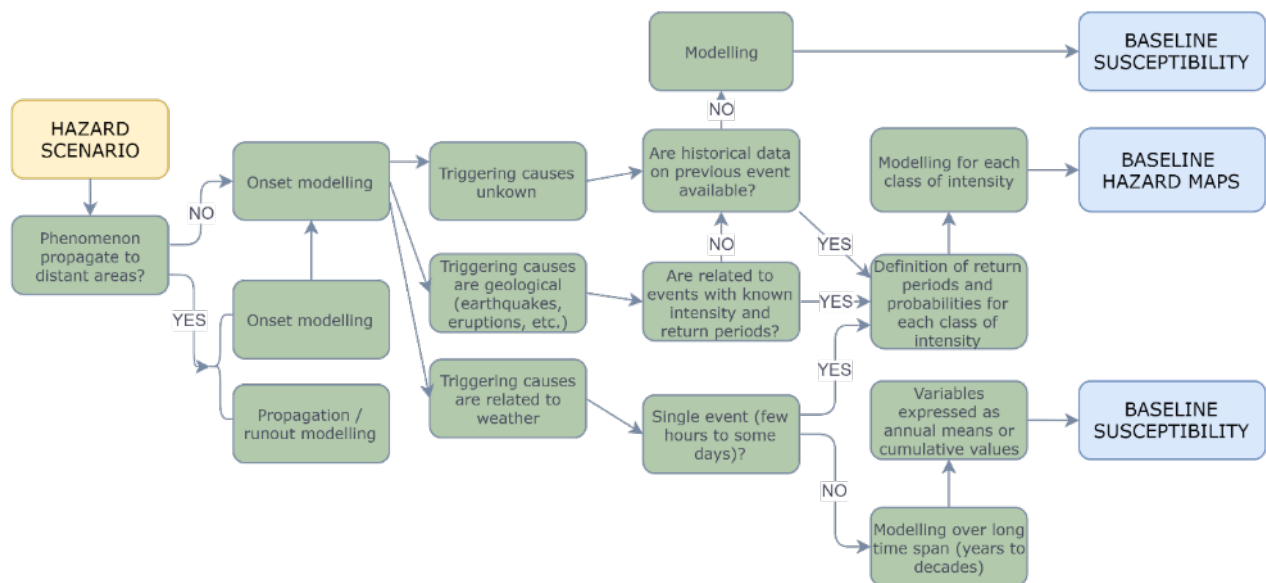 HAZARD
SCENARIO
Phenomenon
propagate to
distant areas?
NO
YES
Onset modelling
Onset modelling
Propagation /
runout modelling
Triggering causes
unkown
Triggering causes
are geological
(earthquakes,
eruptions, etc.)
Triggering causes
are related to
weather
Modelling
NO
Are historical data
on previous event
available?
NO
YES
Are related to
events with known
intensity and
return periods?
YES
Single event (few
hours to some
days)?
YES
NO
Modelling for each
class of intensity
Definition of return
periods and
probabilities for
each class of
intensity
Variables
expressed as
annual means or
cumulative values
Modelling over long
time span (years to
decades)
BASELINE
SUSCEPTIBILITY
BASELINE
HAZARD MAPS
BASELINE
SUSCEPTIBILITY